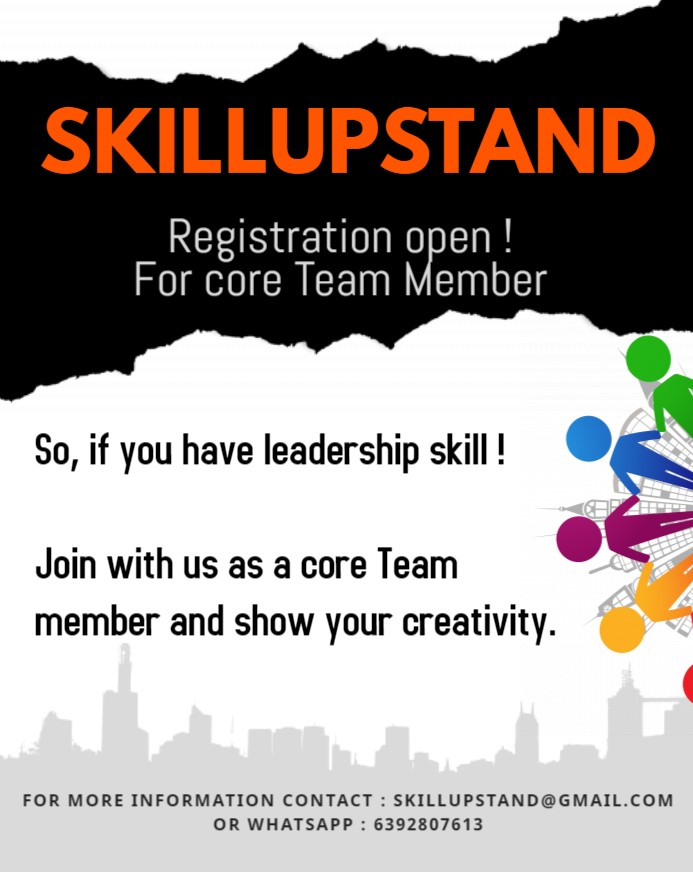 SKILLUPSTAND
Registration open !
For core Team Member
So, if you have leadership skill !
Join with us as a core Team
member and show your creativity.
FOR MORE INFORMATION CONTACT : SKILLUPSTAND@GMAIL.COM
OR WHATSAPP : 6392807613